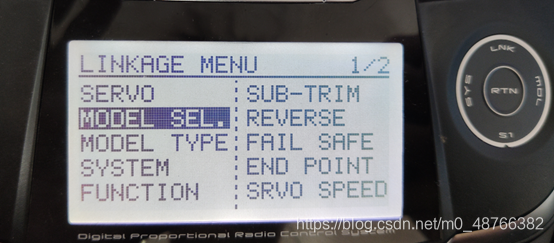 LINKAGE MENU 1/2
SERVO SUB-TRIM
MODEL SEL. REVERSE
MODEL TYPE FAIL SAFE
SYSTEM END POINT
FUNCTION SRVO SPEED
LNK
SYS
MDL
RTN
S1
Digital Proportional Radio Control System
https://blog.csdn.net/m0_48766382